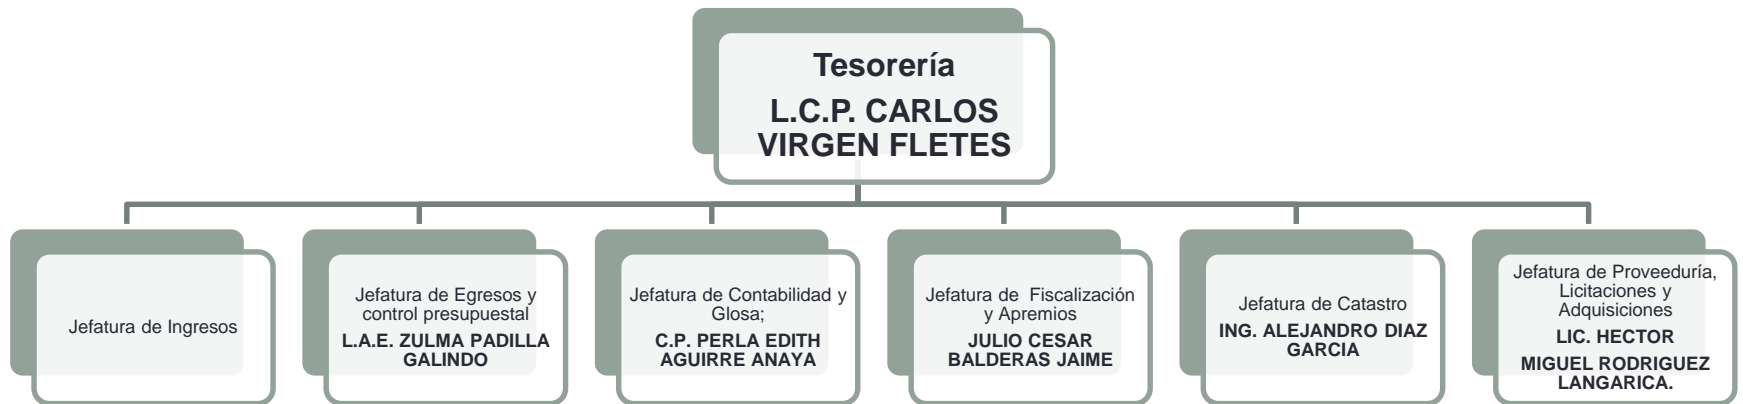 Tesorería
L.C.P. CARLOS
VIRGEN FLETES
Jefatura de Ingresos
Jefatura de Egresos y
control presupuestal
L.A.E. ZULMA PADILLA
GALINDO
Jefatura de Contabilidad y
Glosa;
C.P. PERLA EDITH
AGUIRRE ANAYA
Jefatura de  Fiscalización
y Apremios
JULIO CESAR
BALDERAS JAIME
Jefatura de Catastro
ING. ALEJANDRO DIAZ
GARCIA
Jefatura de Proveeduría,
Licitaciones y
Adquisiciones
LIC. HECTOR
MIGUEL RODRIGUEZ
LANGARICA.